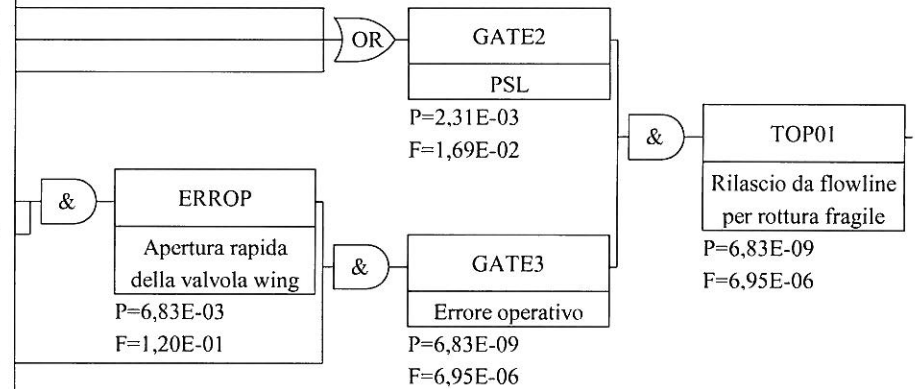 OR
GATE2
PSL
P=2,31E-03
F=1,69E-02
&
TOP01
Rilascio da flowline
per rottura fragile
P=6,83E-09
F=6,95E-06
&
ERROP
Apertura rapida
della valvola wing
P=6,83E-03
F=1,20E-01
&
GATE3
Errore operativo
P=6,83E-09
F=6,95E-06